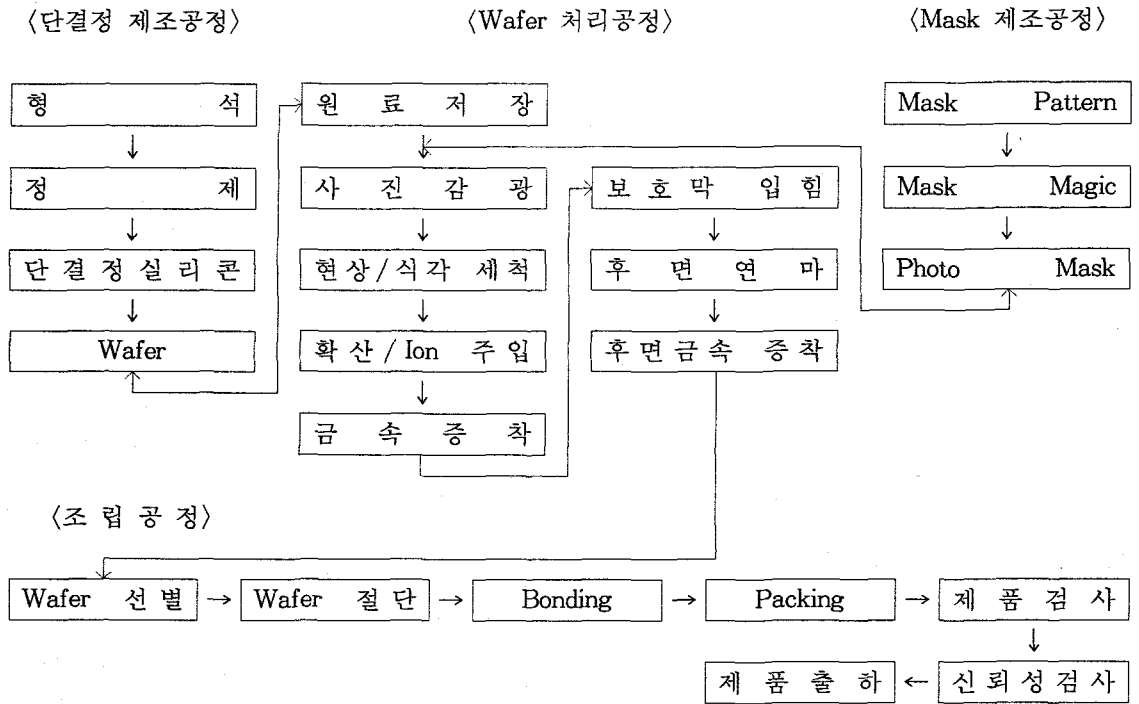 〈단결정 제조공정〉
〈Wafer 처리공정〉
〈Mask 제조공정〉
형 석
정 제
단결정실리콘
Wafer
원 료 저 장
사 진 감 광
현상/식각 세척
확산/Ion 주입
금 속 증 착
보호막 입힘
후 면 연 마
후면금속 증착
Mask Pattern
Mask Magic
Photo Mask
〈조 립 공 정〉
Wafer 선별 → Wafer 절단 → Bonding → Packing → 제 품 검 사
제 품 출 하 ← 신뢰성검사